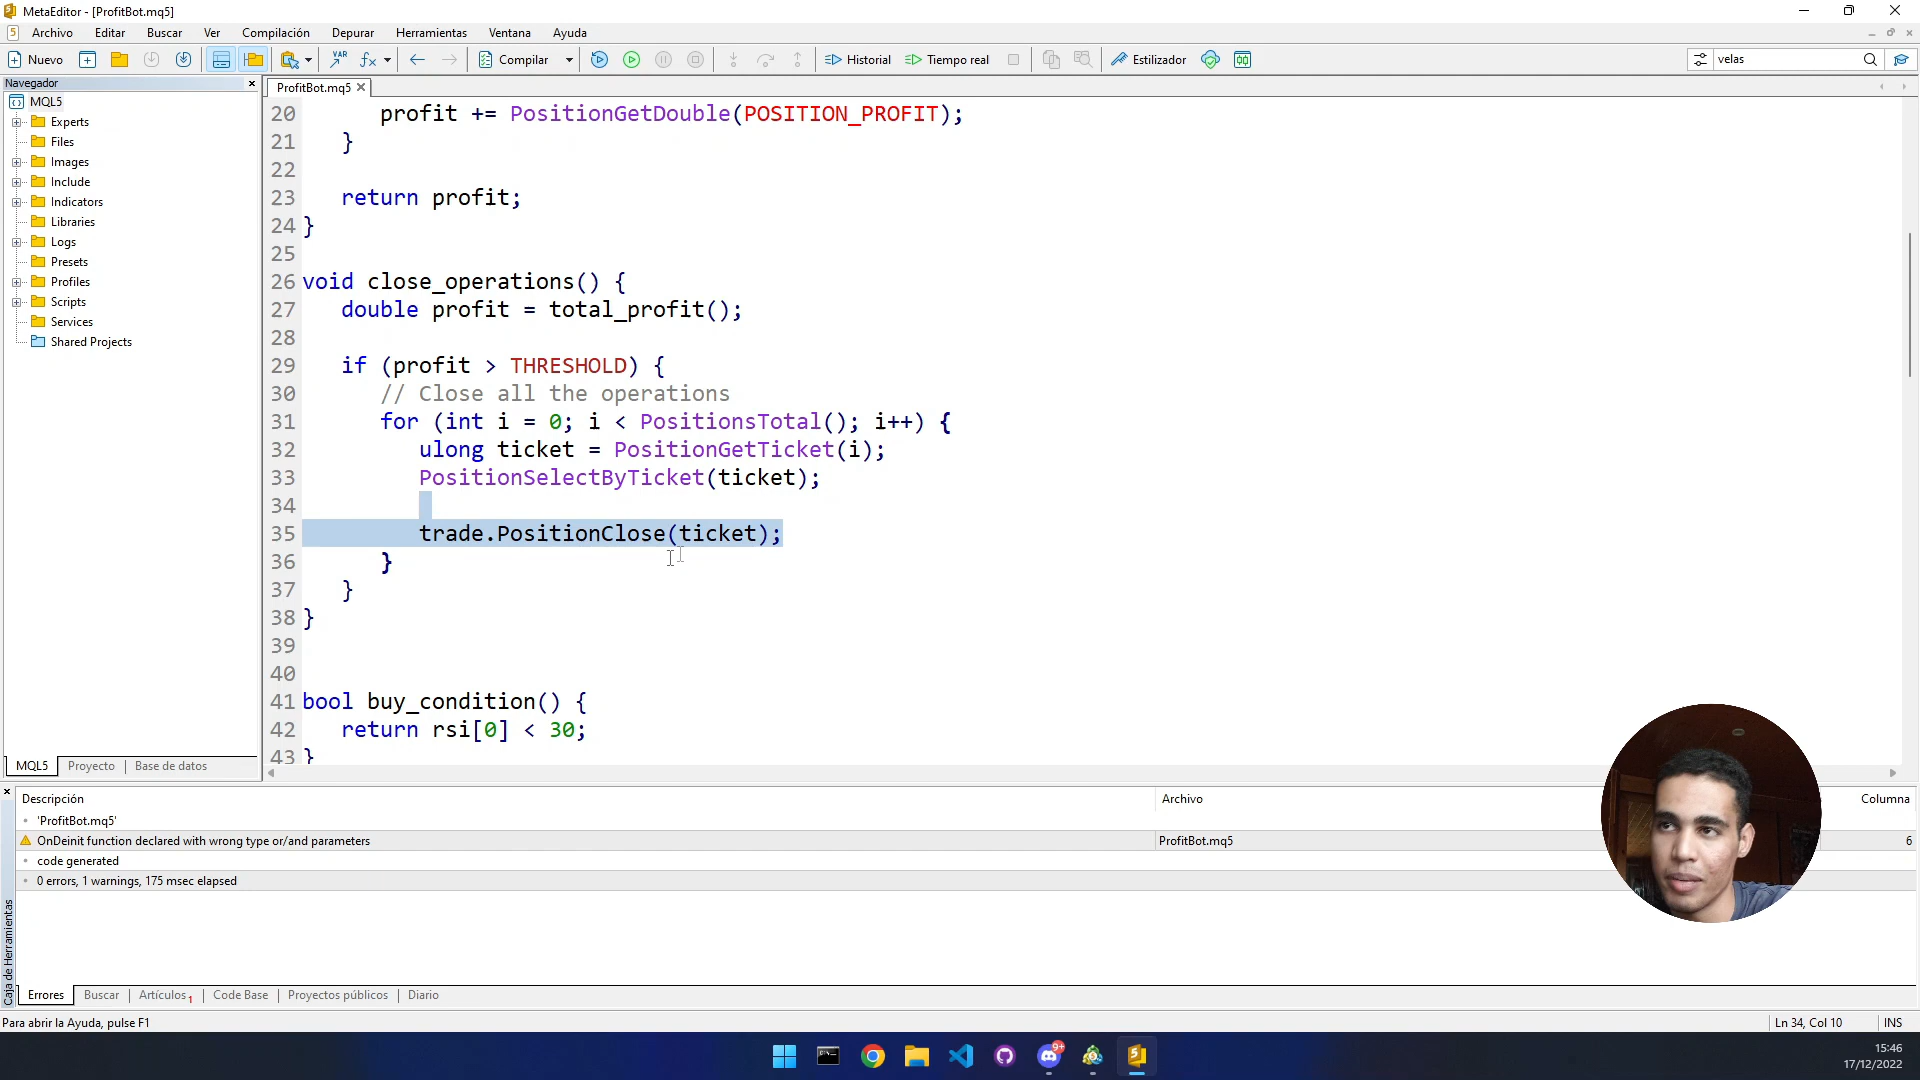 MetaEditor - [ProfitBot.mq5]
Archivo Editar Buscar Ver Compilación Depurar Herramientas Ventana Ayuda
Nuevo VAR Compilar Historial Tiempo real Estilizador velas
Navegador
MQL5
Experts
Files
Images
Include
Indicators
Libraries
Logs
Presets
Profiles
Scripts
Services
Shared Projects
MQL5 Proyecto Base de datos
ProfitBot.mq5
20 profit += PositionGetDouble(POSITION_PROFIT);
21 }
22
23 return profit;
24 }
25
26 void close_operations() {
27 double profit = total_profit();
28
29 if (profit > THRESHOLD) {
30 // Close all the operations
31 for (int i = 0; i < PositionsTotal(); i++) {
32 ulong ticket = PositionGetTicket(i);
33 PositionSelectByTicket(ticket);
34
35 trade.PositionClose(ticket);
36 }
37 }
38 }
39
40
41 bool buy_condition() {
42 return rsi[0] < 30;
43 }
Descripción Archivo Columna
'ProfitBot.mq5'
OnDeinit function declared with wrong type or/and parameters ProfitBot.mq5 6
code generated
0 errors, 1 warnings, 175 msec elapsed
Caja de Herramientas
Errores Buscar Artículos 1 Code Base Proyectos públicos Diario
Para abrir la Ayuda, pulse F1 Ln 34, Col 10 INS
9+
15:46
17/12/2022